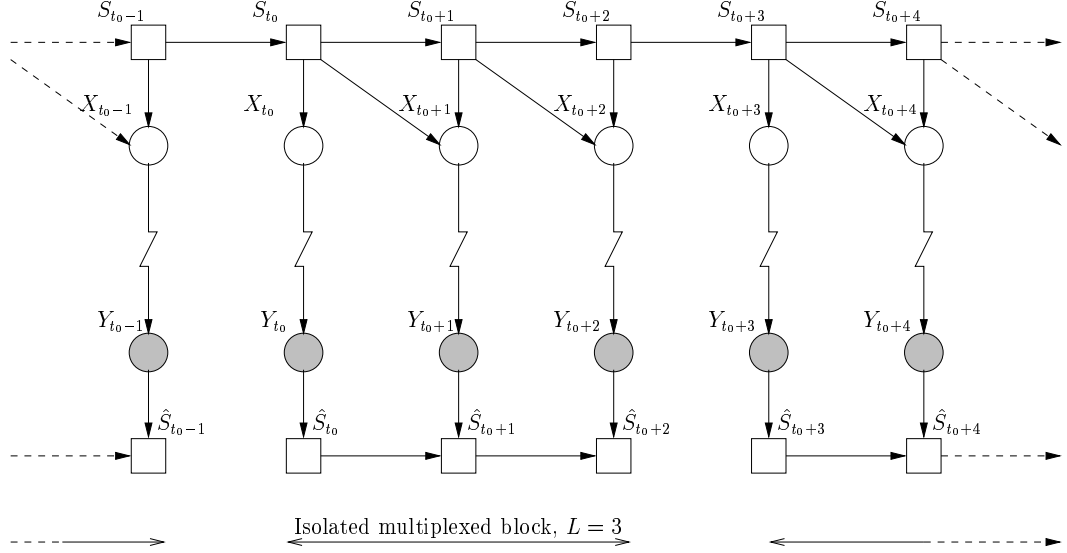 S_{t_0−1} S_{t_0} S_{t_0+1} S_{t_0+2} S_{t_0+3} S_{t_0+4}
X_{t_0−1} X_{t_0} X_{t_0+1} X_{t_0+2} X_{t_0+3} X_{t_0+4}
Y_{t_0−1} Y_{t_0} Y_{t_0+1} Y_{t_0+2} Y_{t_0+3} Y_{t_0+4}
Ŝ_{t_0−1} Ŝ_{t_0} Ŝ_{t_0+1} Ŝ_{t_0+2} Ŝ_{t_0+3} Ŝ_{t_0+4}
Isolated multiplexed block, L = 3